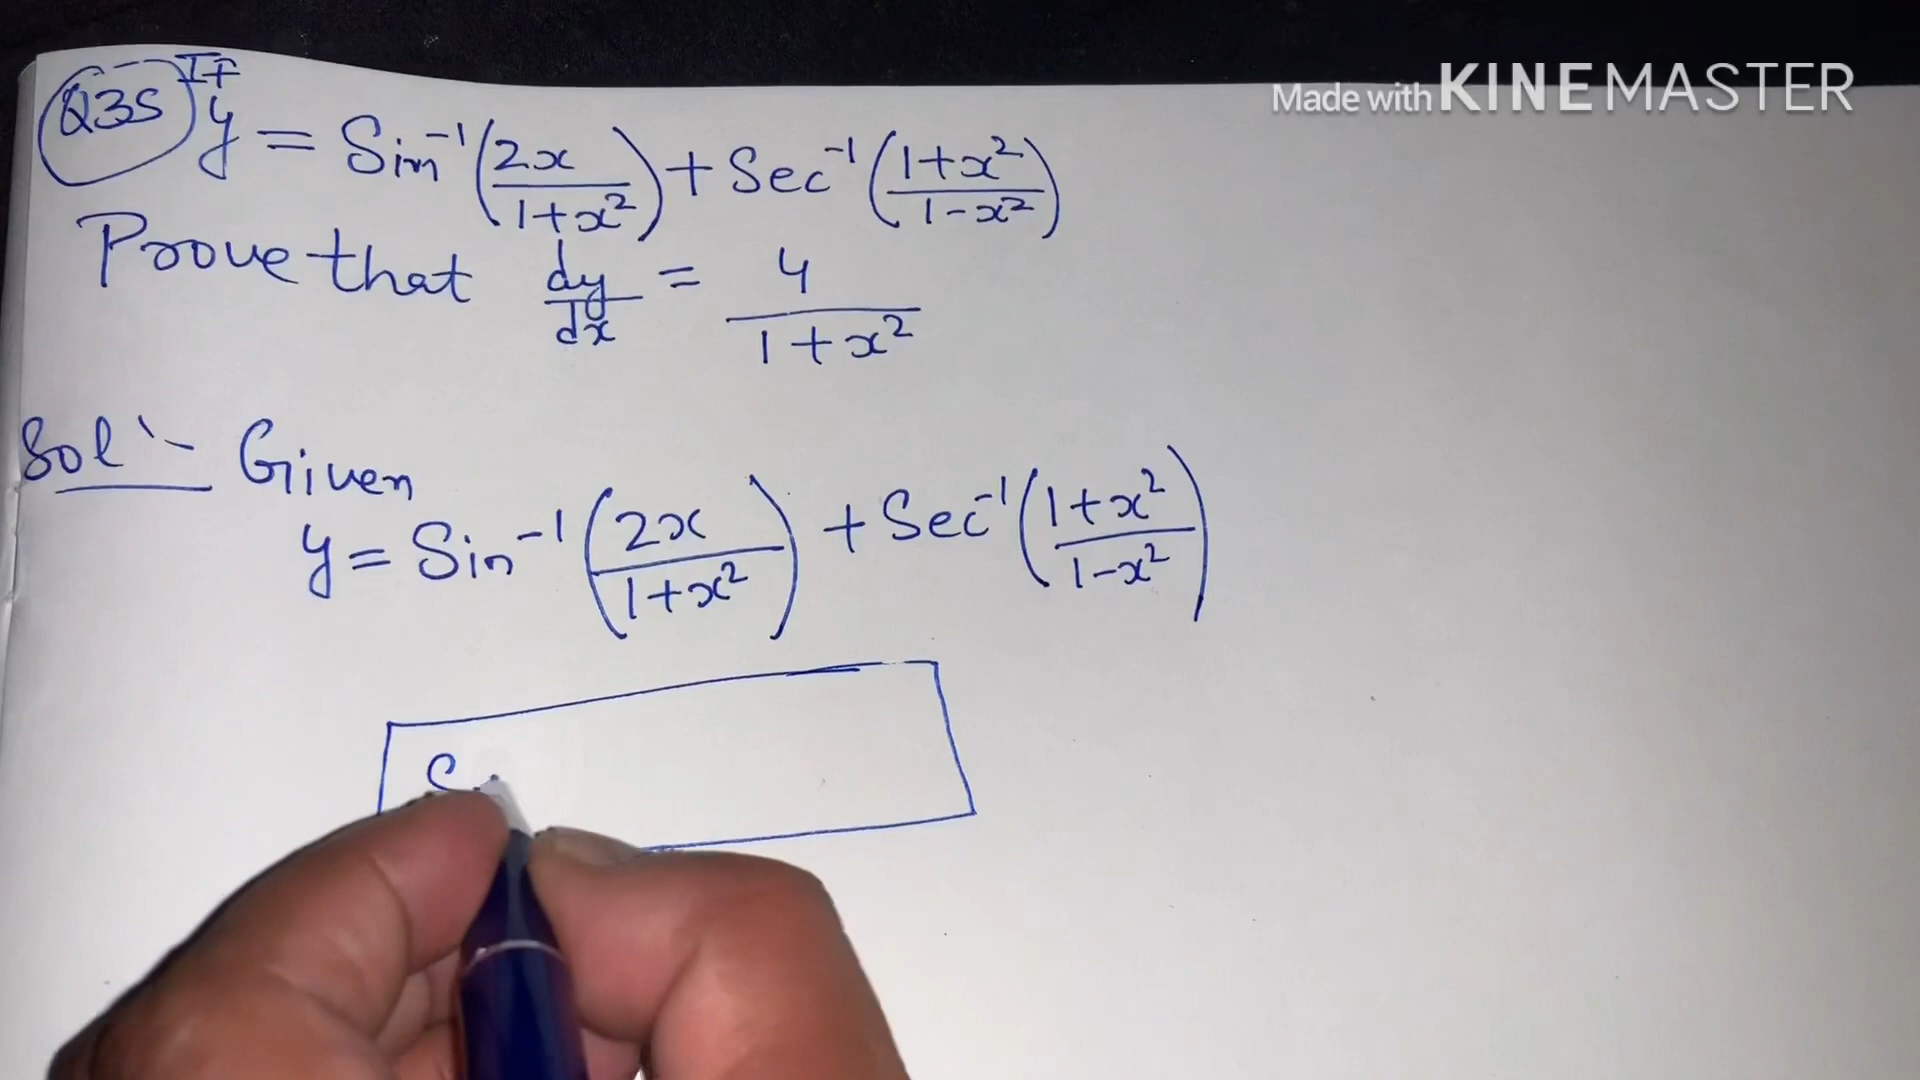 Made with KINEMASTER
Q35 If
y = Sin⁻¹(2x/1+x²) + Sec⁻¹(1+x²/1-x²)
Prove that dy/dx = 4/1+x²
Sol:- Given
y = Sin⁻¹(2x/1+x²) + Sec⁻¹(1+x²/1-x²)